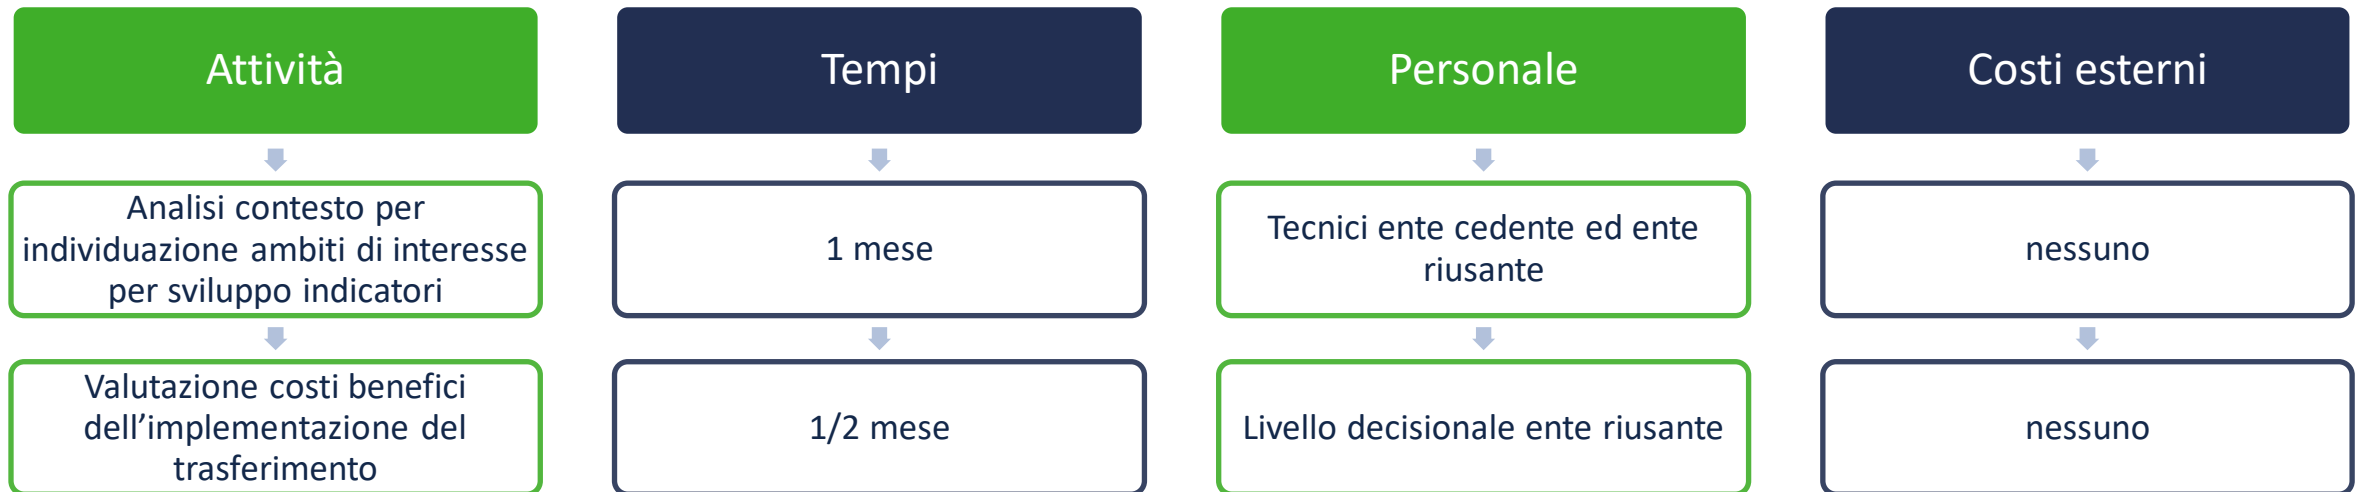 Attività
Tempi
Personale
Costi esterni
Analisi contesto per
individuazione ambiti di interesse
per sviluppo indicatori
1 mese
Tecnici ente cedente ed ente
riusante
nessuno
Valutazione costi benefici
dell’implementazione del
trasferimento
1/2 mese
Livello decisionale ente riusante
nessuno